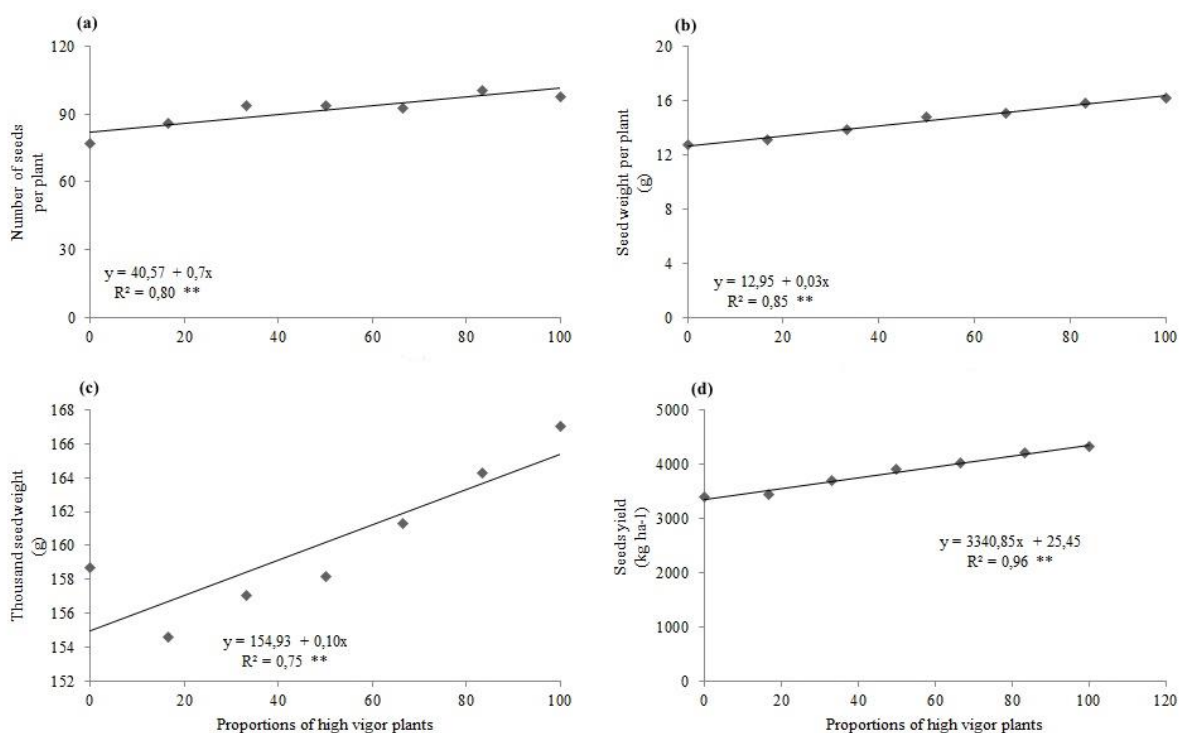 (a)
120
90
60
30
0
Number of seeds
per plant
y = 40,57 + 0,7x
R² = 0,80 **
0 20 40 60 80 100
(b)
20
16
12
8
4
0
Seed weight per plant
(g)
y = 12,95 + 0,03x
R² = 0,85 **
0 20 40 60 80 100
(c)
168
166
164
162
160
158
156
154
152
Thousand seed weight
(g)
y = 154,93 + 0,10x
R² = 0,75 **
0 20 40 60 80 100
Proportions of high vigor plants
(d)
5000
4000
3000
2000
1000
0
Seeds yield
(kg ha-1)
y = 3340,85x + 25,45
R² = 0,96 **
0 20 40 60 80 100 120
Proportions of high vigor plants